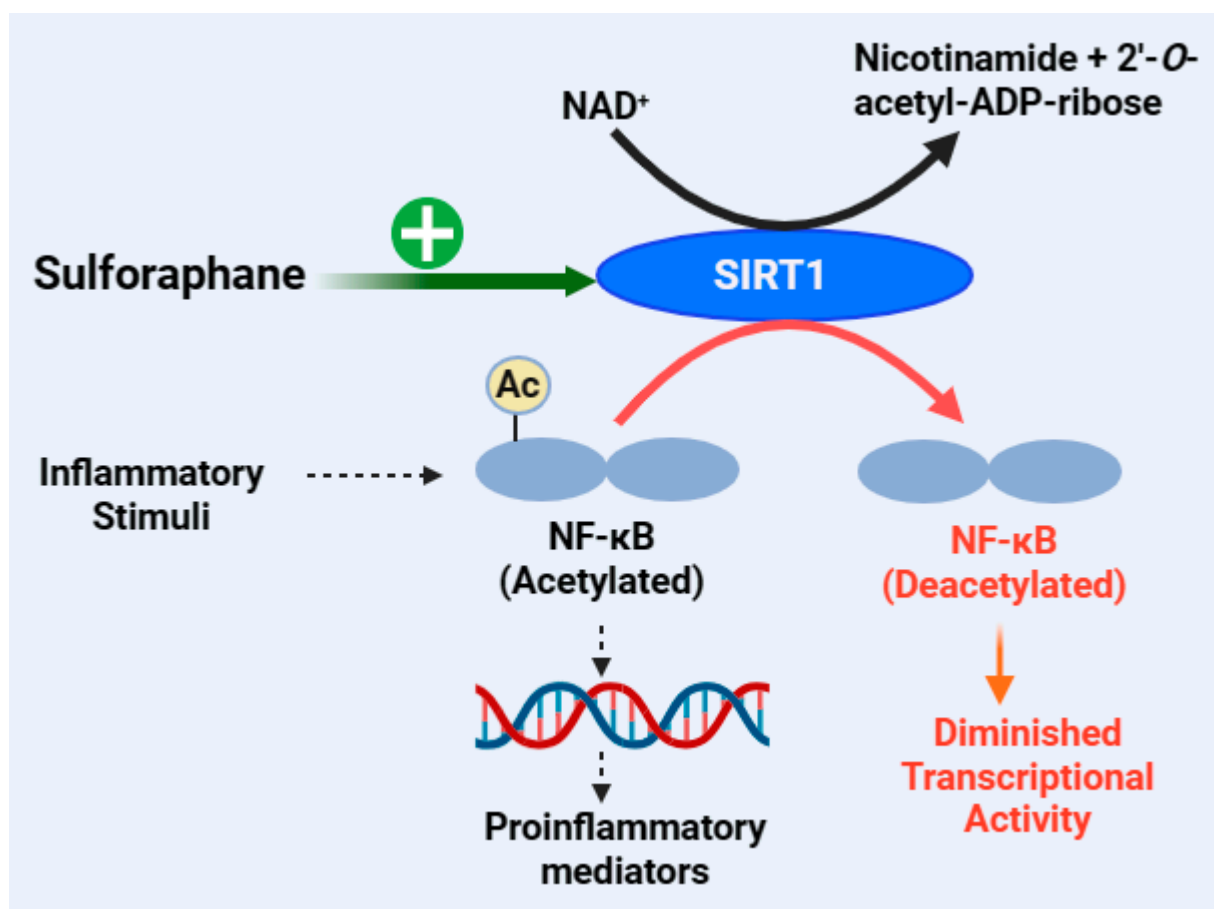 Nicotinamide + 2'-O-
acetyl-ADP-ribose
NAD⁺
Sulforaphane
SIRT1
Ac
Inflammatory
Stimuli
NF-κB
(Acetylated)
NF-κB
(Deacetylated)
Proinflammatory
mediators
Diminished
Transcriptional
Activity